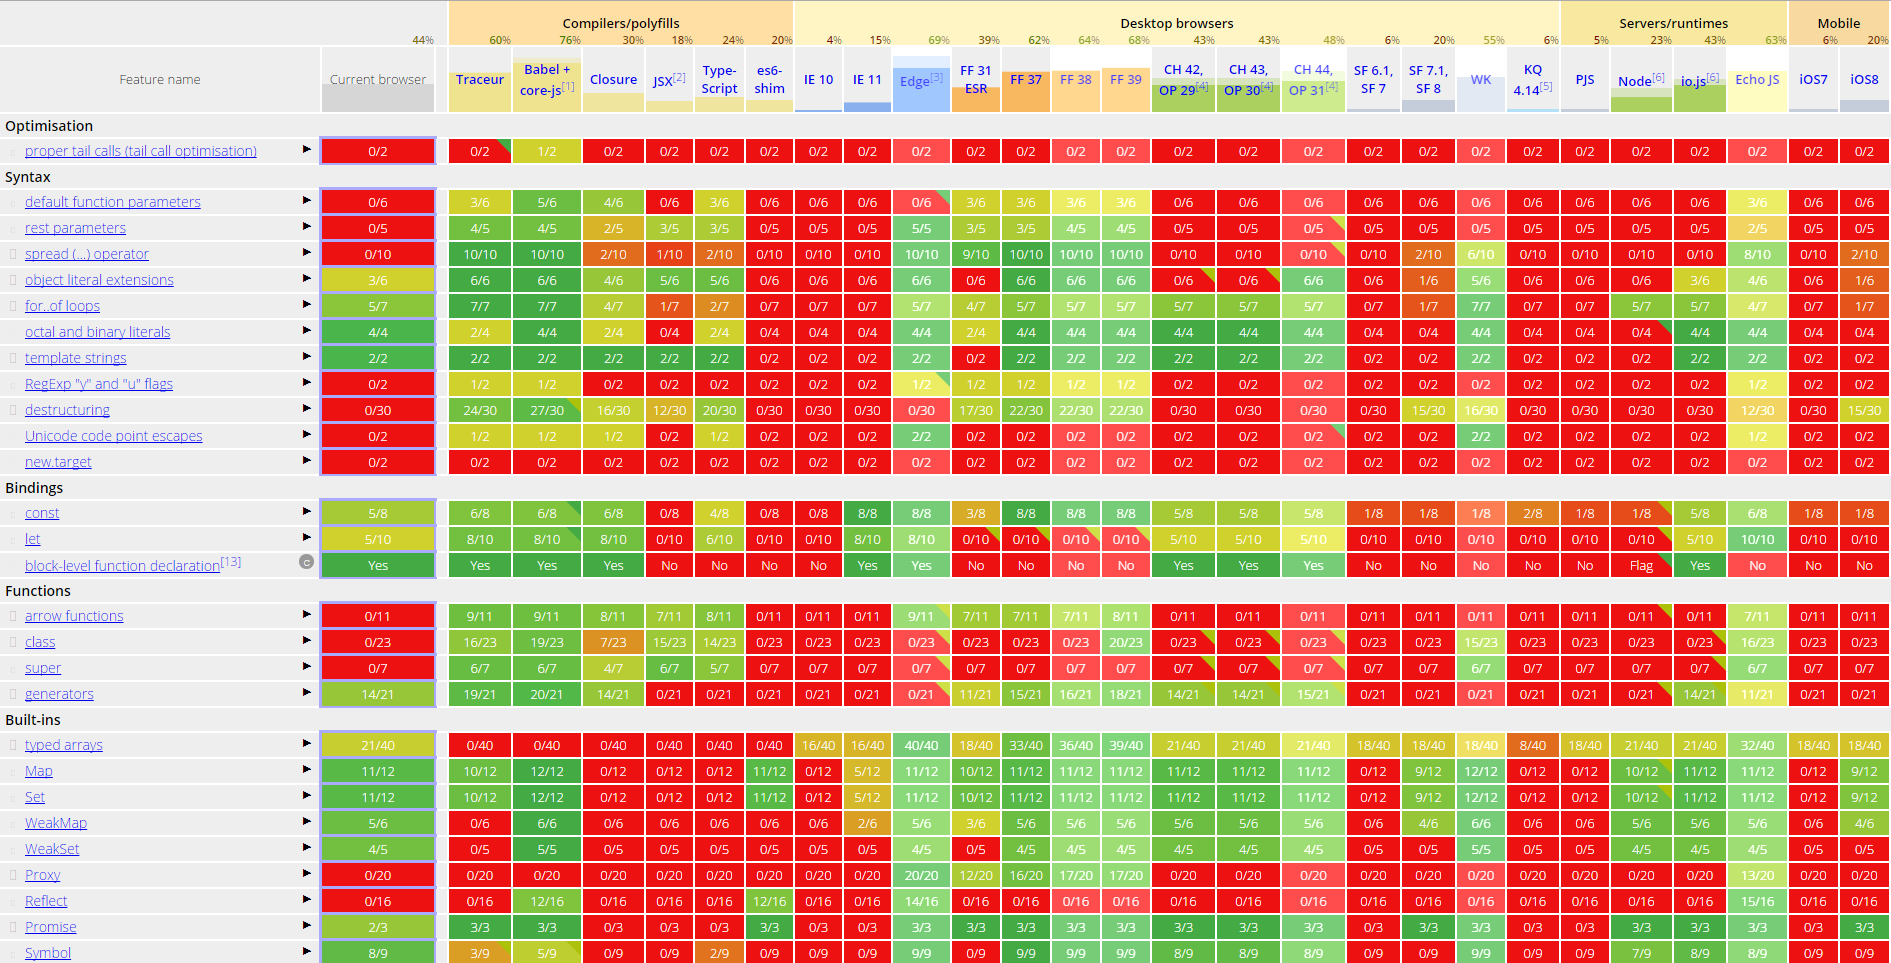 Compilers/polyfills Desktop browsers Servers/runtimes Mobile
44% 60% 76% 30% 18% 24% 20% 4% 15% 69% 39% 62% 64% 68% 43% 43% 48% 6% 20% 55% 6% 5% 23% 43% 63% 6% 20%
Feature name Current browser Traceur Babel + core-js[1] Closure JSX[2] Type-Script es6-shim IE 10 IE 11 Edge[3] FF 31 ESR FF 37 FF 38 FF 39 CH 42, OP 29[4] CH 43, OP 30[4] CH 44, OP 31[4] SF 6.1, SF 7 SF 7.1, SF 8 WK KQ 4.14[5] PJS Node[6] io.js[6] Echo JS iOS7 iOS8
Optimisation
proper tail calls (tail call optimisation) 0/2 0/2 1/2 0/2 0/2 0/2 0/2 0/2 0/2 0/2 0/2 0/2 0/2 0/2 0/2 0/2 0/2 0/2 0/2 0/2 0/2 0/2 0/2 0/2 0/2 0/2 0/2
Syntax
default function parameters 0/6 3/6 5/6 4/6 0/6 3/6 0/6 0/6 0/6 0/6 3/6 3/6 3/6 3/6 0/6 0/6 0/6 0/6 0/6 0/6 0/6 0/6 0/6 0/6 3/6 0/6 0/6
rest parameters 0/5 4/5 4/5 2/5 3/5 3/5 0/5 0/5 0/5 5/5 3/5 3/5 4/5 4/5 0/5 0/5 0/5 0/5 0/5 0/5 0/5 0/5 0/5 0/5 2/5 0/5 0/5
spread (...) operator 0/10 10/10 10/10 2/10 1/10 2/10 0/10 0/10 0/10 10/10 9/10 10/10 10/10 10/10 0/10 0/10 0/10 0/10 2/10 6/10 0/10 0/10 0/10 0/10 8/10 0/10 2/10
object literal extensions 3/6 6/6 6/6 4/6 5/6 5/6 0/6 0/6 0/6 6/6 0/6 6/6 6/6 6/6 0/6 0/6 6/6 0/6 1/6 5/6 0/6 0/6 0/6 3/6 4/6 0/6 1/6
for..of loops 5/7 7/7 7/7 4/7 1/7 2/7 0/7 0/7 0/7 5/7 4/7 5/7 5/7 5/7 5/7 5/7 5/7 0/7 1/7 7/7 0/7 0/7 5/7 5/7 4/7 0/7 1/7
octal and binary literals 4/4 2/4 4/4 2/4 0/4 2/4 0/4 0/4 0/4 4/4 2/4 4/4 4/4 4/4 4/4 4/4 4/4 0/4 0/4 4/4 0/4 0/4 0/4 4/4 4/4 0/4 0/4
template strings 2/2 2/2 2/2 2/2 2/2 2/2 0/2 0/2 0/2 2/2 0/2 2/2 2/2 2/2 2/2 2/2 2/2 0/2 0/2 2/2 0/2 0/2 0/2 2/2 2/2 0/2 0/2
RegExp "y" and "u" flags 0/2 1/2 1/2 0/2 0/2 0/2 0/2 0/2 0/2 1/2 1/2 1/2 1/2 1/2 0/2 0/2 0/2 0/2 0/2 0/2 0/2 0/2 0/2 0/2 1/2 0/2 0/2
destructuring 0/30 24/30 27/30 16/30 12/30 20/30 0/30 0/30 0/30 0/30 17/30 22/30 22/30 22/30 0/30 0/30 0/30 0/30 15/30 16/30 0/30 0/30 0/30 0/30 12/30 0/30 15/30
Unicode code point escapes 0/2 1/2 1/2 1/2 0/2 1/2 0/2 0/2 0/2 2/2 0/2 0/2 0/2 0/2 0/2 0/2 0/2 0/2 0/2 2/2 0/2 0/2 0/2 0/2 1/2 0/2 0/2
new.target 0/2 0/2 0/2 0/2 0/2 0/2 0/2 0/2 0/2 0/2 0/2 0/2 0/2 0/2 0/2 0/2 0/2 0/2 0/2 0/2 0/2 0/2 0/2 0/2 0/2 0/2 0/2
Bindings
const 5/8 6/8 6/8 6/8 0/8 4/8 0/8 0/8 8/8 8/8 3/8 8/8 8/8 8/8 5/8 5/8 5/8 1/8 1/8 1/8 2/8 1/8 1/8 5/8 6/8 1/8 1/8
let 5/10 8/10 8/10 8/10 0/10 6/10 0/10 0/10 8/10 8/10 0/10 0/10 0/10 0/10 5/10 5/10 5/10 0/10 0/10 0/10 0/10 0/10 0/10 5/10 10/10 0/10 0/10
block-level function declaration[13] c Yes Yes Yes Yes No No No No Yes Yes No No No No Yes Yes Yes No No No No No Flag Yes No No No
Functions
arrow functions 0/11 9/11 9/11 8/11 7/11 8/11 0/11 0/11 0/11 9/11 7/11 7/11 7/11 8/11 0/11 0/11 0/11 0/11 0/11 0/11 0/11 0/11 0/11 0/11 7/11 0/11 0/11
class 0/23 16/23 19/23 7/23 15/23 14/23 0/23 0/23 0/23 0/23 0/23 0/23 0/23 20/23 0/23 0/23 0/23 0/23 0/23 15/23 0/23 0/23 0/23 0/23 16/23 0/23 0/23
super 0/7 6/7 6/7 4/7 6/7 5/7 0/7 0/7 0/7 0/7 0/7 0/7 0/7 0/7 0/7 0/7 0/7 0/7 0/7 6/7 0/7 0/7 0/7 0/7 6/7 0/7 0/7
generators 14/21 19/21 20/21 14/21 0/21 0/21 0/21 0/21 0/21 0/21 11/21 15/21 16/21 18/21 14/21 14/21 15/21 0/21 0/21 0/21 0/21 0/21 0/21 14/21 11/21 0/21 0/21
Built-ins
typed arrays 21/40 0/40 0/40 0/40 0/40 0/40 0/40 16/40 16/40 40/40 18/40 33/40 36/40 39/40 21/40 21/40 21/40 18/40 18/40 18/40 8/40 18/40 21/40 21/40 32/40 18/40 18/40
Map 11/12 10/12 12/12 0/12 0/12 0/12 11/12 0/12 5/12 11/12 10/12 11/12 11/12 11/12 11/12 11/12 11/12 0/12 9/12 12/12 0/12 0/12 10/12 11/12 11/12 0/12 9/12
Set 11/12 10/12 12/12 0/12 0/12 0/12 11/12 0/12 5/12 11/12 10/12 11/12 11/12 11/12 11/12 11/12 11/12 0/12 9/12 12/12 0/12 0/12 10/12 11/12 11/12 0/12 9/12
WeakMap 5/6 0/6 6/6 0/6 0/6 0/6 0/6 0/6 2/6 5/6 3/6 5/6 5/6 5/6 5/6 5/6 5/6 0/6 4/6 6/6 0/6 0/6 5/6 5/6 5/6 0/6 4/6
WeakSet 4/5 0/5 5/5 0/5 0/5 0/5 0/5 0/5 0/5 4/5 0/5 4/5 4/5 4/5 4/5 4/5 4/5 0/5 0/5 5/5 0/5 0/5 4/5 4/5 4/5 0/5 0/5
Proxy 0/20 0/20 0/20 0/20 0/20 0/20 0/20 0/20 0/20 20/20 12/20 16/20 17/20 17/20 0/20 0/20 0/20 0/20 0/20 0/20 0/20 0/20 0/20 0/20 13/20 0/20 0/20
Reflect 0/16 0/16 12/16 0/16 0/16 0/16 12/16 0/16 0/16 14/16 0/16 0/16 0/16 0/16 0/16 0/16 0/16 0/16 0/16 0/16 0/16 0/16 0/16 0/16 15/16 0/16 0/16
Promise 2/3 3/3 3/3 0/3 0/3 0/3 3/3 0/3 0/3 3/3 3/3 3/3 3/3 3/3 3/3 3/3 3/3 0/3 3/3 3/3 0/3 0/3 3/3 3/3 3/3 0/3 3/3
Symbol 8/9 3/9 5/9 0/9 0/9 2/9 0/9 0/9 0/9 9/9 0/9 9/9 9/9 9/9 8/9 8/9 9/9 0/9 0/9 9/9 0/9 0/9 7/9 8/9 9/9 0/9 0/9